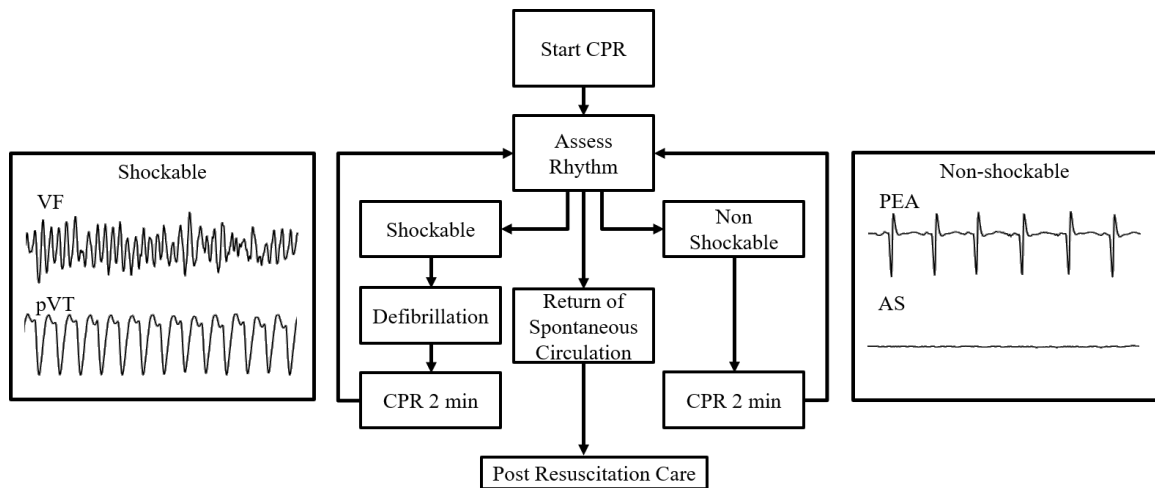 Start CPR
Assess
Rhythm
Shockable
VF
pVT
Shockable
Defibrillation
CPR 2 min
Return of
Spontaneous
Circulation
Non
Shockable
CPR 2 min
Non-shockable
PEA
AS
Post Resuscitation Care